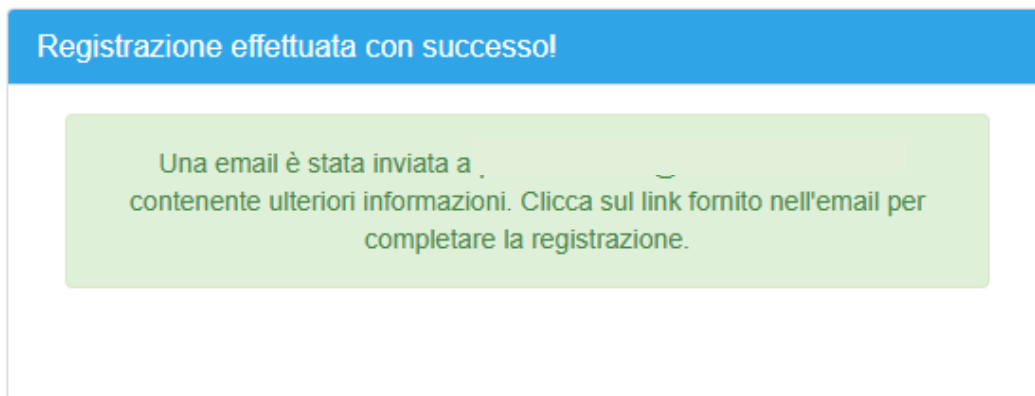 Registrazione effettuata con successo!
Una email è stata inviata a
contenente ulteriori informazioni. Clicca sul link fornito nell'email per
completare la registrazione.